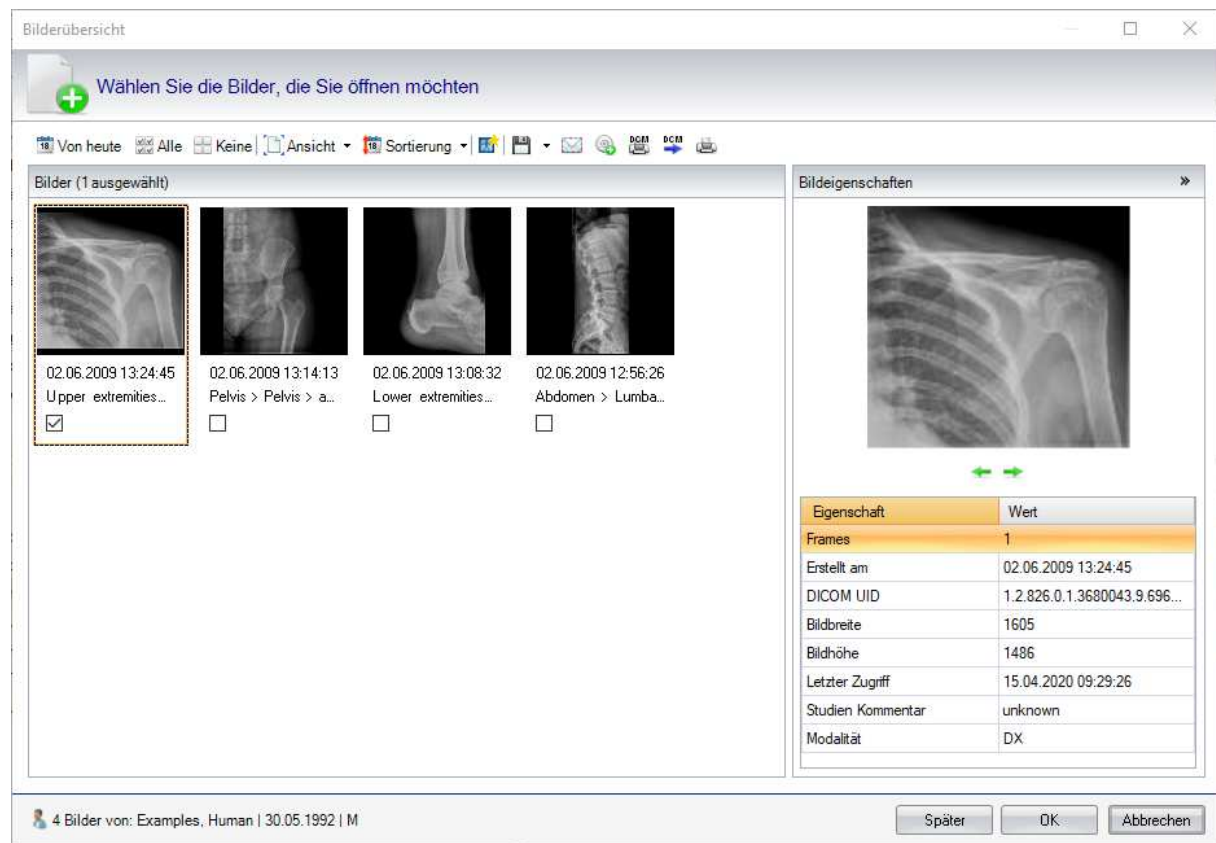 Bilderübersicht
Wählen Sie die Bilder, die Sie öffnen möchten
Von heute Alle Keine Ansicht Sortierung DCM DCM
Bilder (1 ausgewählt)
02.06.2009 13:24:45 02.06.2009 13:14:13 02.06.2009 13:08:32 02.06.2009 12:56:26
Upper extremities... Pelvis > Pelvis > a... Lower extremities... Abdomen > Lumba...
Bildeigenschaften »
Eigenschaft Wert
Frames 1
Erstellt am 02.06.2009 13:24:45
DICOM UID 1.2.826.0.1.3680043.9.696...
Bildbreite 1605
Bildhöhe 1486
Letzter Zugriff 15.04.2020 09:29:26
Studien Kommentar unknown
Modalität DX
4 Bilder von: Examples, Human | 30.05.1992 | M
Später OK Abbrechen